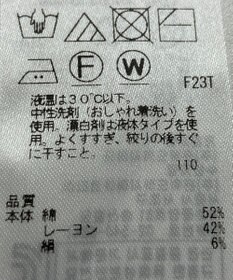 F W
F23T
液温は30℃以下。
中性洗剤(おしゃれ着洗い)を
使用。漂白剤は液体タイプを使
用。よくすすぎ、絞りの後すぐ
に干すこと。
110
品質
本体 綿 52%
レーヨン 42%
絹 6%